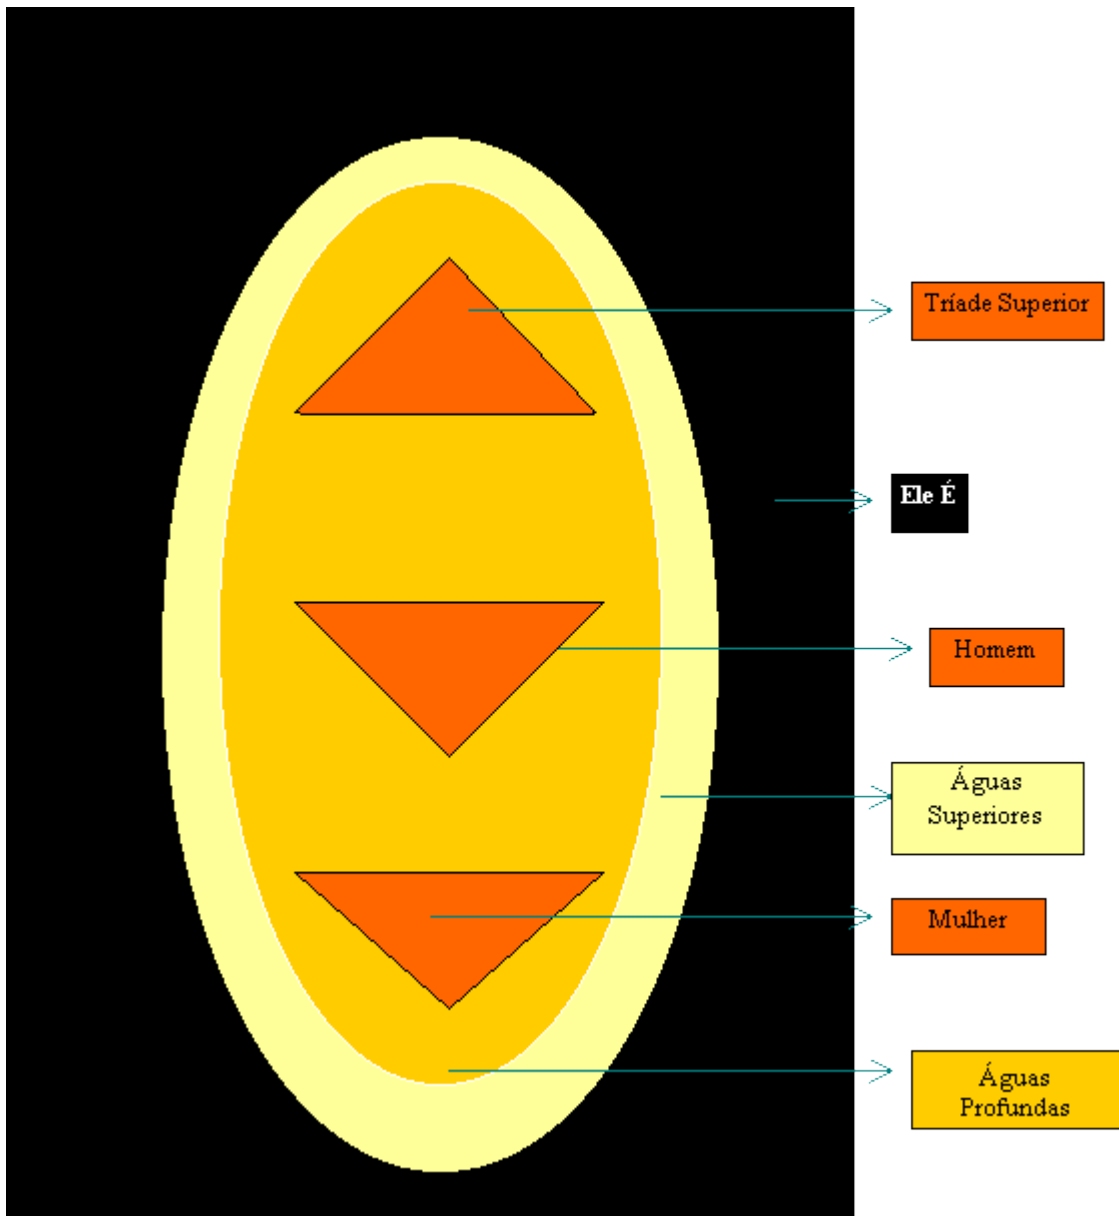 Tríade Superior
Ele É
Homem
Águas
Superiores
Mulher
Águas
Profundas